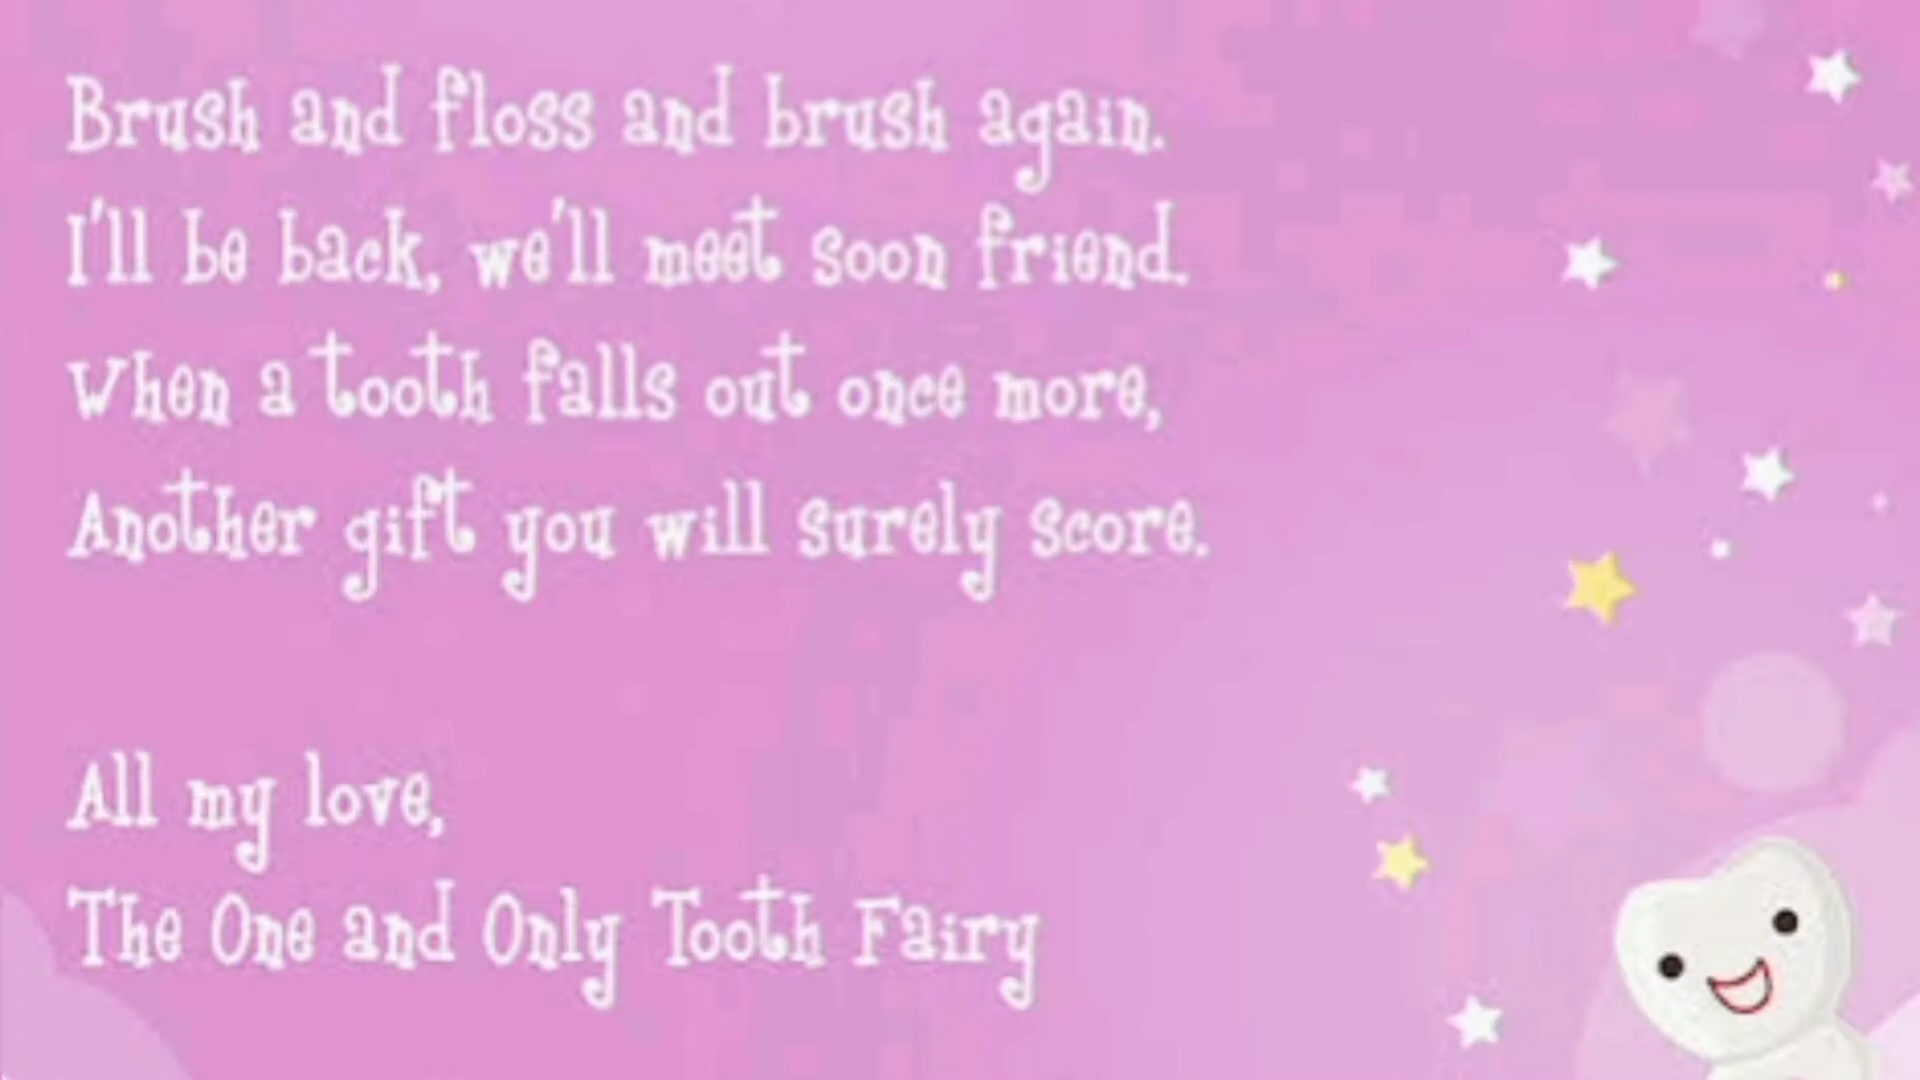 Brush and floss and brush again.
I'll be back, we'll meet soon friend.
When a tooth falls out once more,
Another gift you will surely score.
All my love,
The One and Only Tooth Fairy